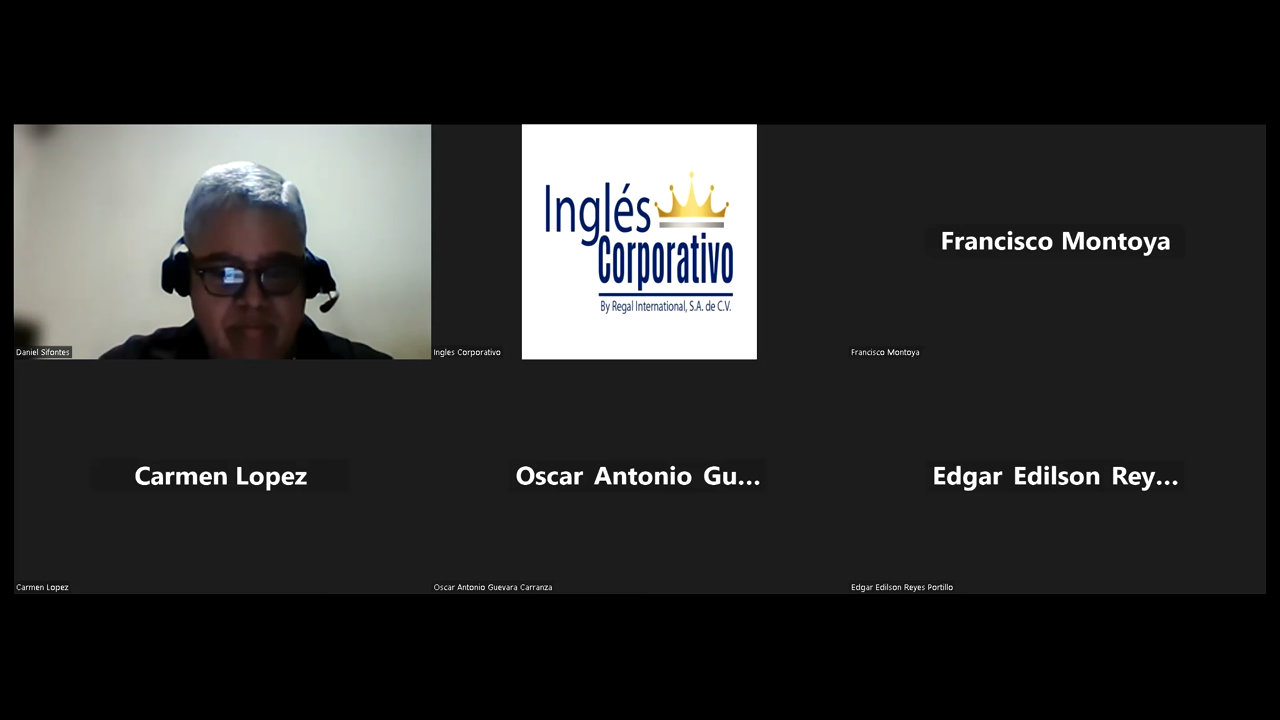 Daniel Sifontes
Inglés
Corporativo
By Regal International, S.A. de C.V.
Ingles Corporativo
Francisco Montoya
Francisco Montoya
Carmen Lopez
Carmen Lopez
Oscar Antonio Gu...
Oscar Antonio Guevara Carranza
Edgar Edilson Rey...
Edgar Edilson Reyes Portillo